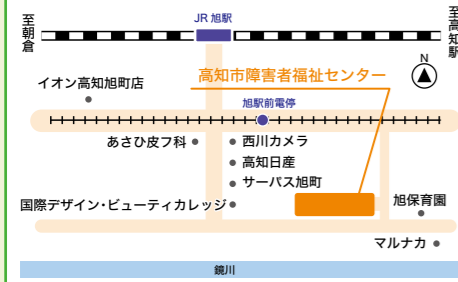 至朝倉
JR 旭駅
至高知駅
N
高知市障害者福祉センター
イオン高知旭町店
旭駅前電停
あさひ皮フ科
西川カメラ
高知日産
サーパス旭町
国際デザイン・ビューティカレッジ
旭保育園
マルナカ
鏡川